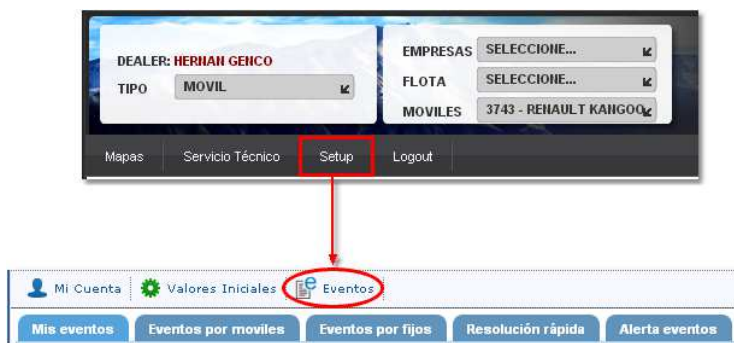 DEALER: HERNAN GENCO
TIPO MOVIL
EMPRESAS SELECCIONE...
FLOTA SELECCIONE...
MOVILES 3743 - RENAULT KANGOO
Mapas Servicio Técnico Setup Logout
Mi Cuenta Valores Iniciales e Eventos
Mis eventos Eventos por moviles Eventos por fijos Resolución rápida Alerta eventos